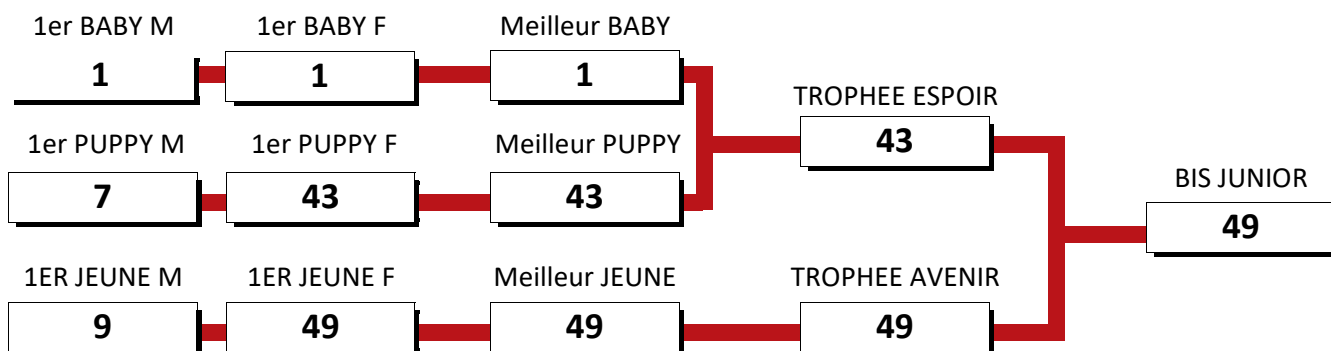 1er BABY M 1er BABY F Meilleur BABY
1 1 1
TROPHEE ESPOIR
43
1er PUPPY M 1er PUPPY F Meilleur PUPPY
7 43 43
BIS JUNIOR
49
1ER JEUNE M 1ER JEUNE F Meilleur JEUNE TROPHEE AVENIR
9 49 49 49